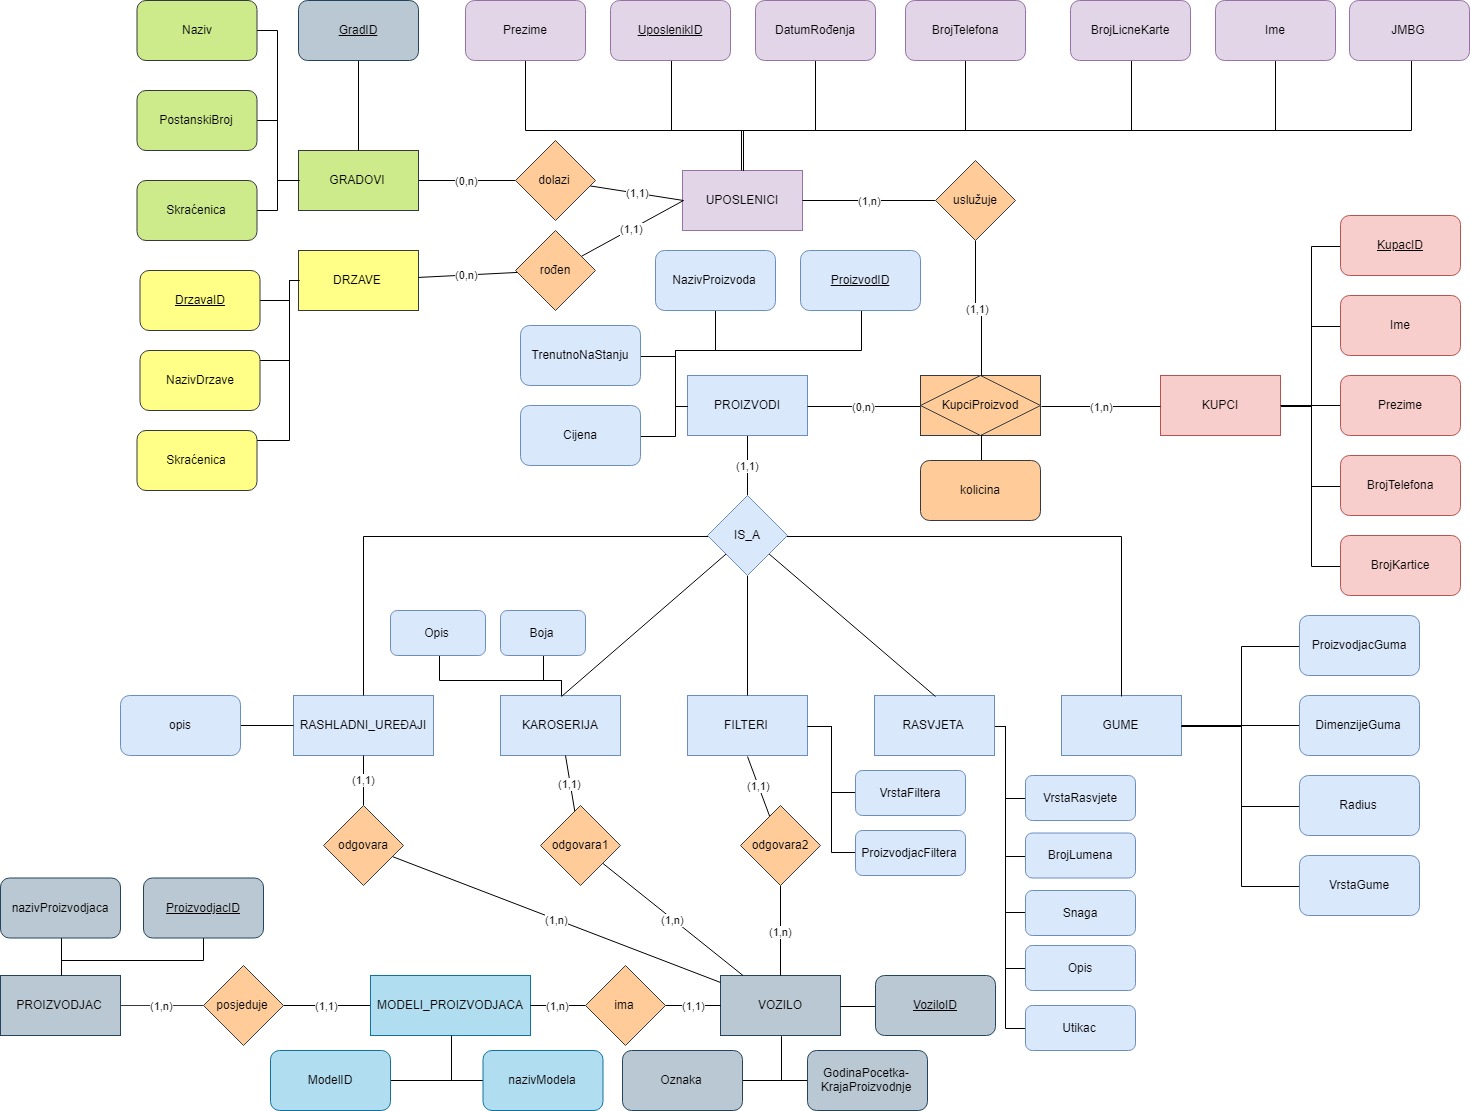 Naziv
GradID
Prezime
UposlenikID
DatumRođenja
BrojTelefona
BrojLicneKarte
Ime
JMBG
PostanskiBroj
GRADOVI
(0,n)
dolazi
(1,1)
UPOSLENICI
(1,n)
uslužuje
Skraćenica
(1,1)
KupacID
DRZAVE
(0,n)
rođen
NazivProizvoda
ProizvodID
DrzavaID
(1,1)
Ime
TrenutnoNaStanju
NazivDrzave
PROIZVODI
(0,n)
KupciProizvod
(1,n)
KUPCI
Prezime
Cijena
Skraćenica
(1,1)
kolicina
BrojTelefona
IS_A
BrojKartice
Opis
Boja
ProizvodjacGuma
opis
RASHLADNI_UREĐAJI
KAROSERIJA
FILTERI
RASVJETA
GUME
DimenzijeGuma
(1,1)
(1,1)
(1,1)
VrstaFiltera
VrstaRasvjete
Radius
odgovara
odgovara1
odgovara2
ProizvodjacFiltera
BrojLumena
VrstaGume
nazivProizvodjaca
ProizvodjacID
(1,n)
(1,n)
(1,n)
Snaga
Opis
PROIZVODJAC
(1,n)
posjeduje
(1,1)
MODELI_PROIZVODJACA
(1,n)
ima
(1,1)
VOZILO
VoziloID
Utikac
ModelID
nazivModela
Oznaka
GodinaPocetka-
KrajaProizvodnje